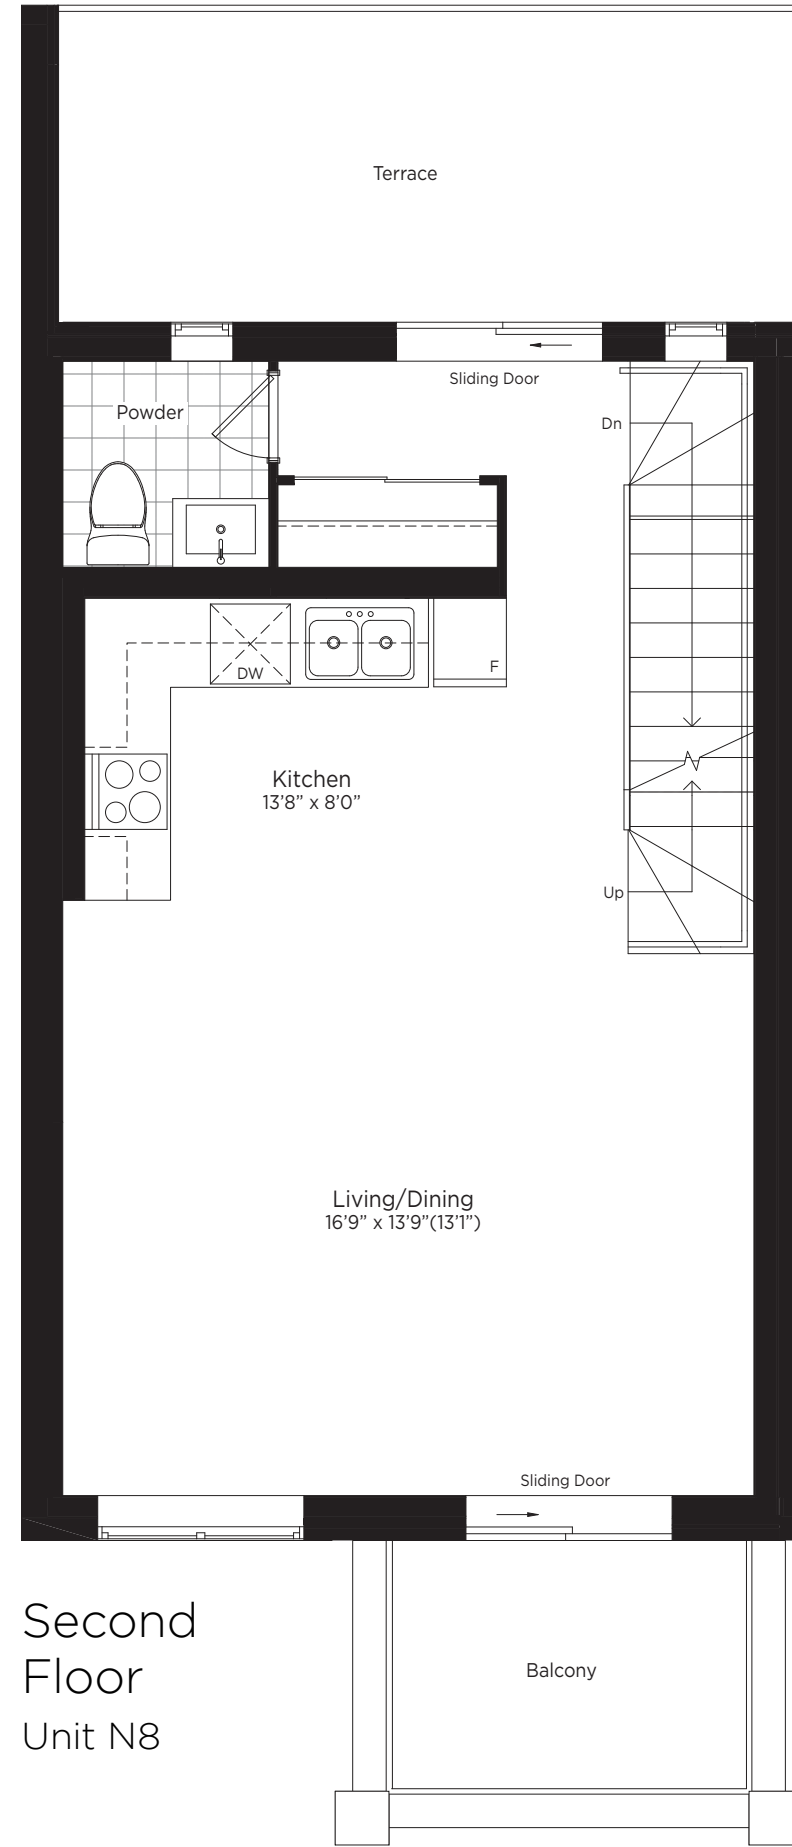 Terrace
Sliding Door
Powder
Dn
DW
F
Kitchen
13’8” x 8’0”
Up
Living/Dining
16’9” x 13’9”(13’1”)
Sliding Door
Balcony
Second
Floor
Unit N8